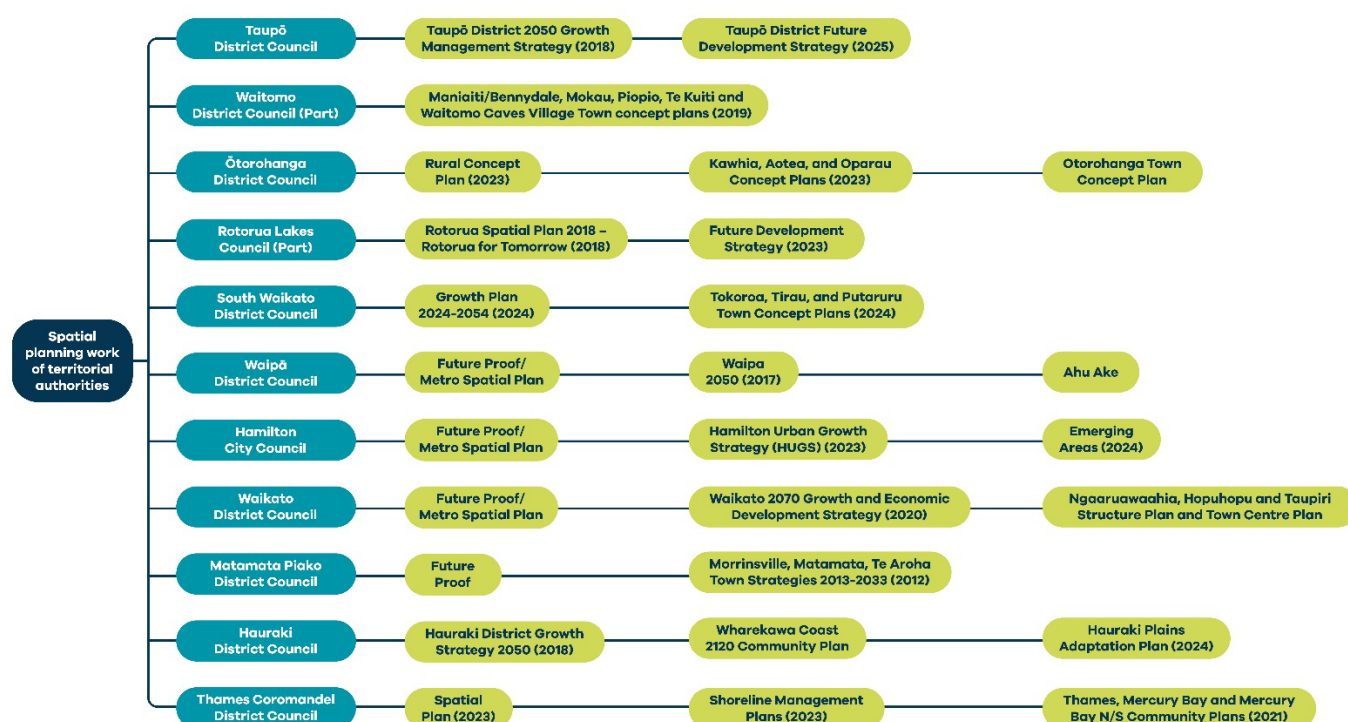 Spatial
planning work
of territorial
authorities
Taupō
District Council
Taupō District 2050 Growth
Management Strategy (2018)
Taupō District Future
Development Strategy (2025)
Waitomo
District Council (Part)
Maniaiti/Bennydale, Mokau, Piopio, Te Kuiti and
Waitomo Caves Village Town concept plans (2019)
Ōtorohanga
District Council
Rural Concept
Plan (2023)
Kawhia, Aotea, and Oparau
Concept Plans (2023)
Otorohanga Town
Concept Plan
Rotorua Lakes
Council (Part)
Rotorua Spatial Plan 2018 –
Rotorua for Tomorrow (2018)
Future Development
Strategy (2023)
South Waikato
District Council
Growth Plan
2024-2054 (2024)
Tokoroa, Tirau, and Putaruru
Town Concept Plans (2024)
Waipā
District Council
Future Proof/
Metro Spatial Plan
Waipa
2050 (2017)
Ahu Ake
Hamilton
City Council
Future Proof/
Metro Spatial Plan
Hamilton Urban Growth
Strategy (HUGS) (2023)
Emerging
Areas (2024)
Waikato
District Council
Future Proof/
Metro Spatial Plan
Waikato 2070 Growth and Economic
Development Strategy (2020)
Ngaaruawaahia, Hopuhopu and Taupiri
Structure Plan and Town Centre Plan
Matamata Piako
District Council
Future
Proof
Morrinsville, Matamata, Te Aroha
Town Strategies 2013-2033 (2012)
Hauraki
District Council
Hauraki District Growth
Strategy 2050 (2018)
Wharekawa Coast
2120 Community Plan
Hauraki Plains
Adaptation Plan (2024)
Thames Coromandel
District Council
Spatial
Plan (2023)
Shoreline Management
Plans (2023)
Thames, Mercury Bay and Mercury
Bay N/S Community Plans (2021)